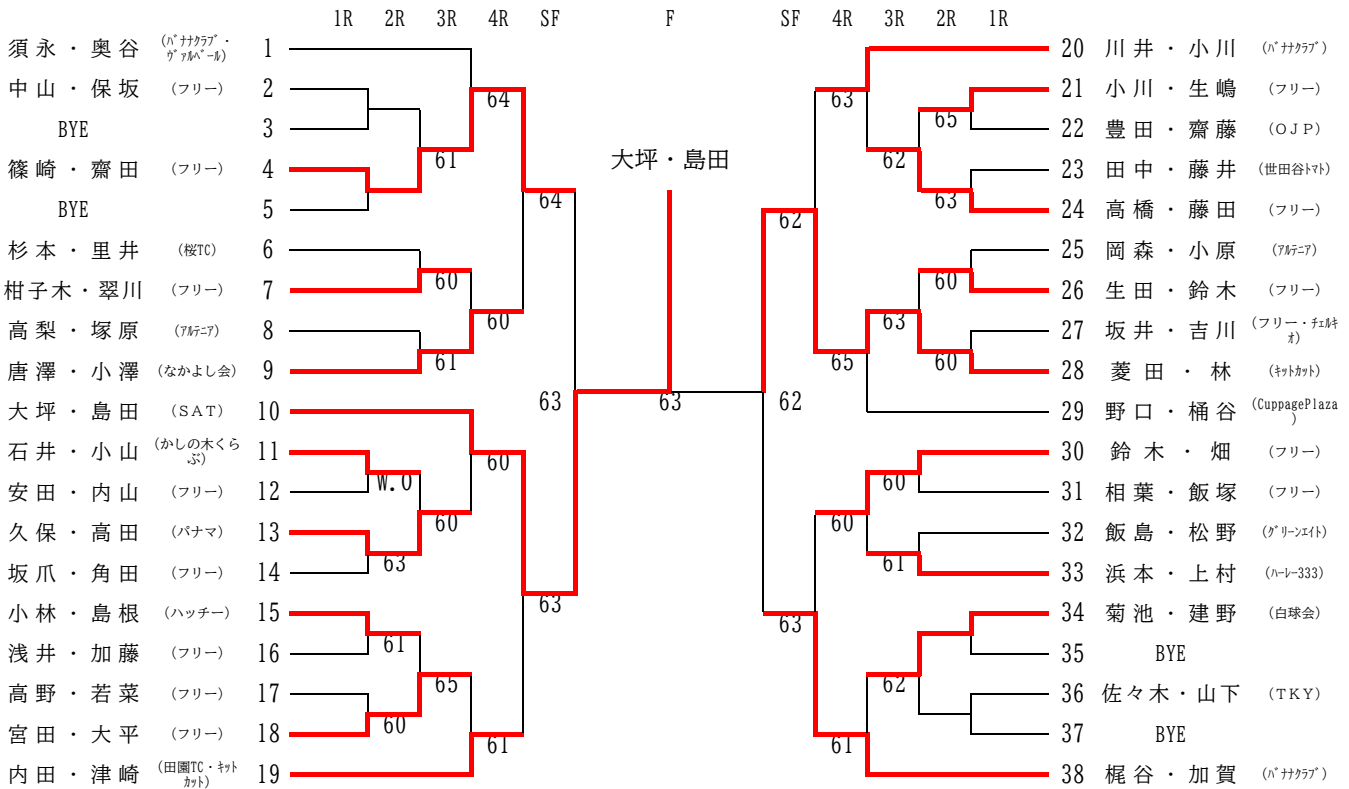 1R 2R 3R 4R SF F SF 4R 3R 2R 1R
須永・奥谷 (ﾊﾞﾅﾅｸﾗﾌﾞ・ヴァルベール) 1
中山・保坂 (フリー) 2
BYE 3
篠崎・齋田 (フリー) 4
BYE 5
杉本・里井 (桜TC) 6
柑子木・翠川 (フリー) 7
高梨・塚原 (ｱﾙﾃﾆｱ) 8
唐澤・小澤 (なかよし会) 9
大坪・島田 (SAT) 10
石井・小山 (かしの木くらぶ) 11
安田・内山 (フリー) 12
久保・高田 (パナマ) 13
坂爪・角田 (フリー) 14
小林・島根 (ハッチー) 15
浅井・加藤 (フリー) 16
高野・若菜 (フリー) 17
宮田・大平 (フリー) 18
内田・津崎 (田園TC・キットカット) 19
W.O
63
61
60
61
60
61
60
65
64
60
60
61
64
63
63
大坪・島田
63
62
62
63
63
65
60
61
62
63
60
61
62
65
63
60
60
20 川井・小川 (ﾊﾞﾅﾅｸﾗﾌﾞ)
21 小川・生嶋 (フリー)
22 豊田・齋藤 (OJP)
23 田中・藤井 (世田谷ﾄﾏﾄ)
24 高橋・藤田 (フリー)
25 岡森・小原 (ｱﾙﾃﾆｱ)
26 生田・鈴木 (フリー)
27 坂井・吉川 (フリー・ﾁｪﾙｷオ)
28 菱田・林 (ｷｯﾄｶｯﾄ)
29 野口・桶谷 (CuppagePlaza)
30 鈴木・畑 (フリー)
31 相葉・飯塚 (フリー)
32 飯島・松野 (ｸﾞﾘｰﾝｴｲﾄ)
33 浜本・上村 (ﾊｰﾚｰ333)
34 菊池・建野 (白球会)
35 BYE
36 佐々木・山下 (TKY)
37 BYE
38 梶谷・加賀 (ﾊﾞﾅﾅｸﾗﾌﾞ)